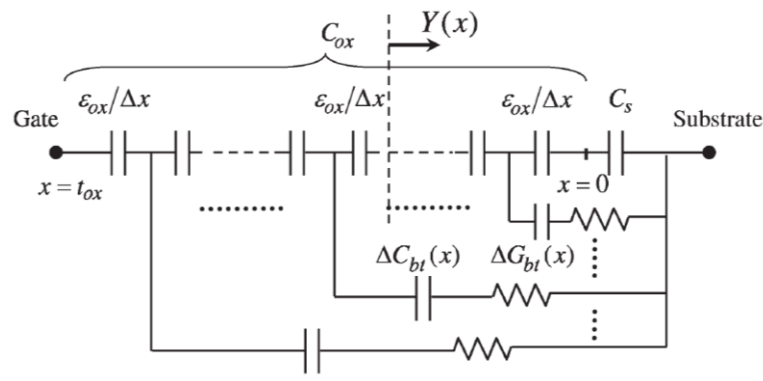 C_ox
Y(x)
ε_ox/Δx
ε_ox/Δx
ε_ox/Δx
C_s
Gate
Substrate
x = t_ox
x = 0
ΔC_bt(x)
ΔG_bt(x)